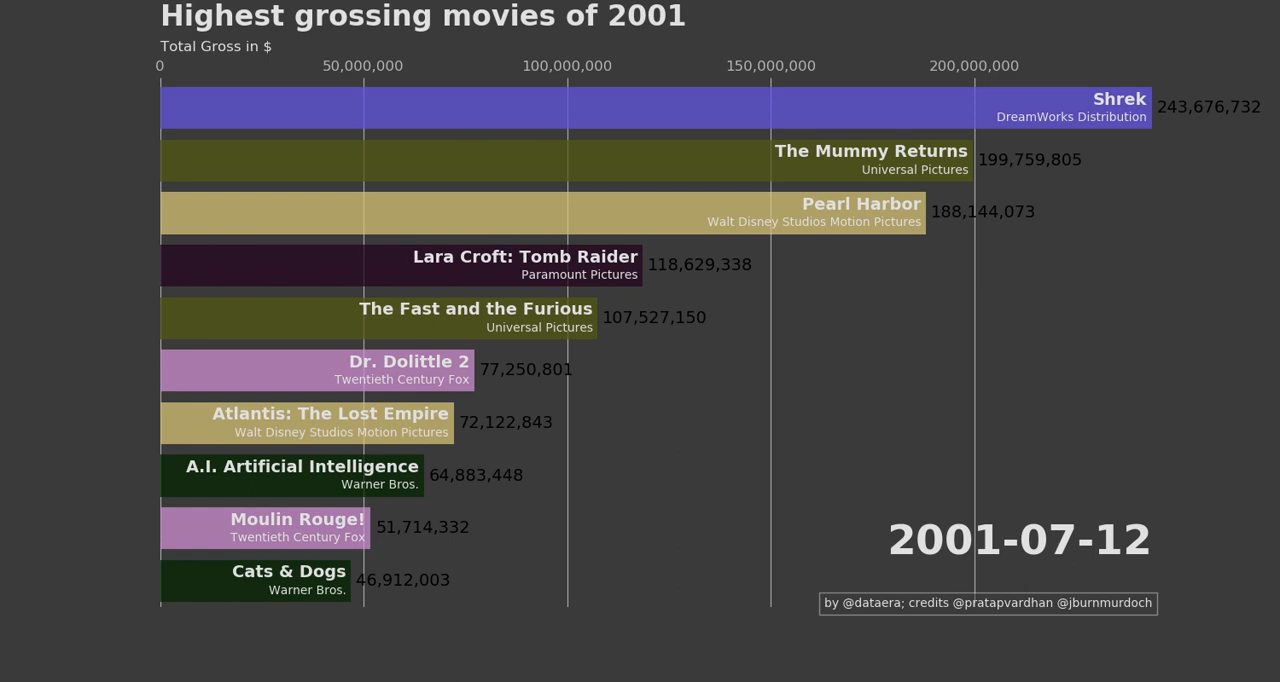 Highest grossing movies of 2001
Total Gross in $
0 50,000,000 100,000,000 150,000,000 200,000,000
Shrek 243,676,732
DreamWorks Distribution
The Mummy Returns 199,759,805
Universal Pictures
Pearl Harbor 188,144,073
Walt Disney Studios Motion Pictures
Lara Croft: Tomb Raider 118,629,338
Paramount Pictures
The Fast and the Furious 107,527,150
Universal Pictures
Dr. Dolittle 2 77,250,801
Twentieth Century Fox
Atlantis: The Lost Empire 72,122,843
Walt Disney Studios Motion Pictures
A.I. Artificial Intelligence 64,883,448
Warner Bros.
Moulin Rouge! 51,714,332
Twentieth Century Fox
2001-07-12
Cats & Dogs 46,912,003
Warner Bros.
by @dataera; credits @pratapvardhan @jburnmurdoch